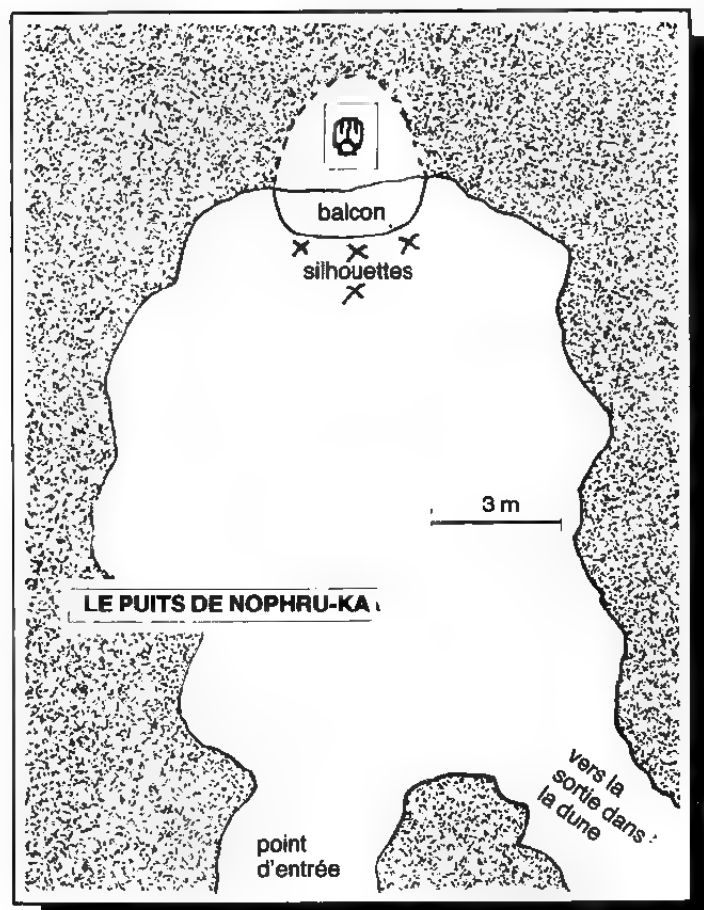 balcon
silhouettes
3 m
LE PUITS DE NOPHRU-KA
vers la
sortie dans
la dune
point
d'entrée